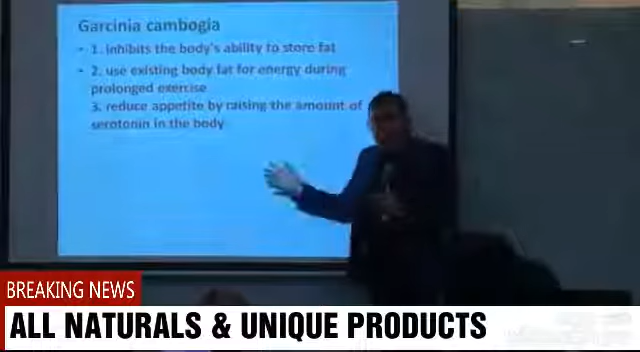 Garcinia cambogia
• 1. inhibits the body's ability to store fat
• 2. use existing body fat for energy during
prolonged exercise
3. reduce appetite by raising the amount of
serotonin in the body
BREAKING NEWS
ALL NATURALS & UNIQUE PRODUCTS